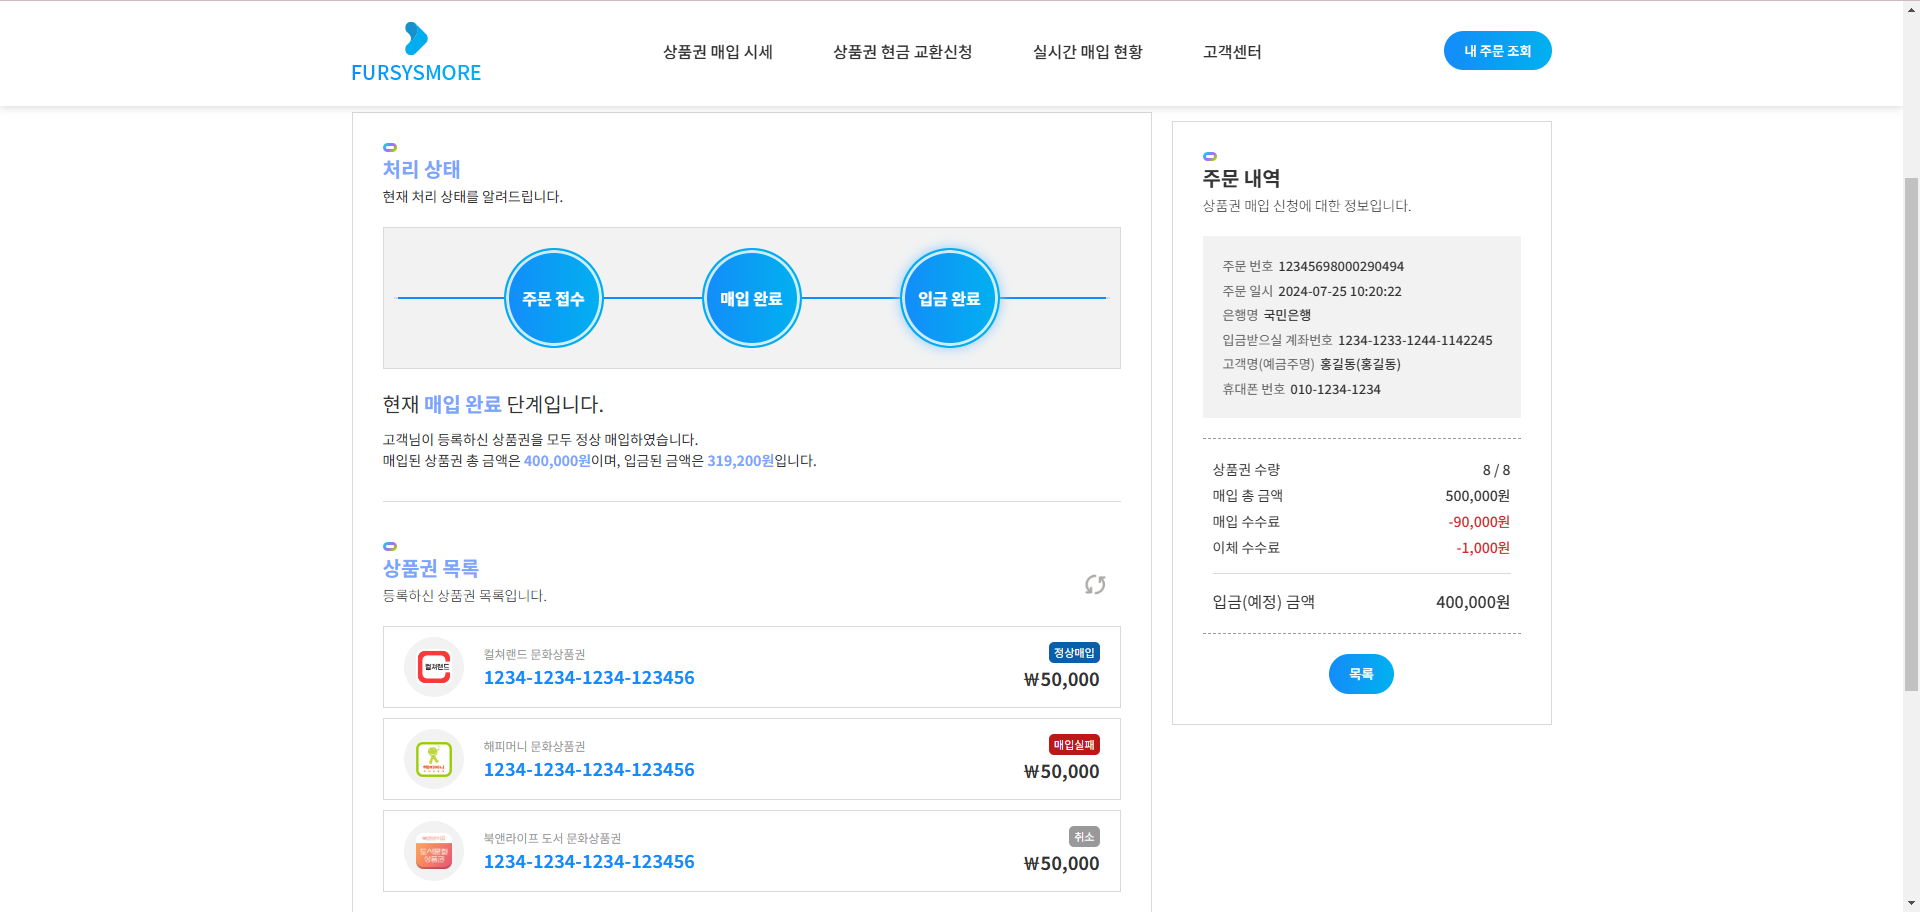 FURSYSMORE
상품권 매입 시세
상품권 현금 교환신청
실시간 매입 현황
고객센터
내 주문 조회
처리 상태
현재 처리 상태를 알려드립니다.
주문 접수
매입 완료
입금 완료
현재 매입 완료 단계입니다.
고객님이 등록하신 상품권을 모두 정상 매입하였습니다.
매입된 상품권 총 금액은 400,000원이며, 입금된 금액은 319,200원입니다.
상품권 목록
등록하신 상품권 목록입니다.
컬쳐랜드
컬쳐랜드 문화상품권
1234-1234-1234-123456
정상매입
₩50,000
해피머니 문화상품권
1234-1234-1234-123456
매입실패
₩50,000
도서문화
상품권
북앤라이프 도서 문화상품권
1234-1234-1234-123456
취소
₩50,000
주문 내역
상품권 매입 신청에 대한 정보입니다.
주문 번호 12345698000290494
주문 일시 2024-07-25 10:20:22
은행명 국민은행
입금받으실 계좌번호 1234-1233-1244-1142245
고객명(예금주명) 홍길동(홍길동)
휴대폰 번호 010-1234-1234
상품권 수량 8 / 8
매입 총 금액 500,000원
매입 수수료 -90,000원
이체 수수료 -1,000원
입금(예정) 금액 400,000원
목록